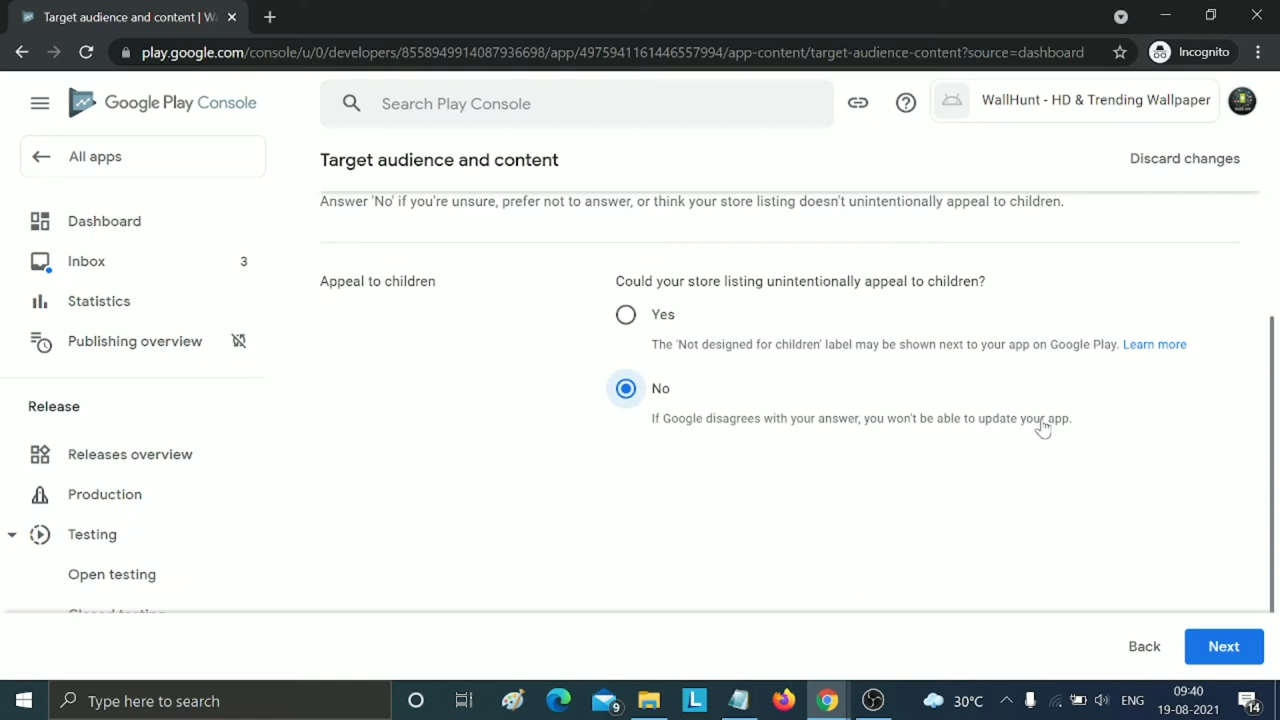 Target audience and content | Wa
play.google.com/console/u/0/developers/8558949914087936698/app/4975941161446557994/app-content/target-audience-content?source=dashboard
Incognito
Google Play Console
Search Play Console
WallHunt - HD & Trending Wallpaper
All apps
Target audience and content
Discard changes
Answer 'No' if you're unsure, prefer not to answer, or think your store listing doesn't unintentionally appeal to children.
Dashboard
Inbox 3
Statistics
Publishing overview
Release
Releases overview
Production
Testing
Open testing
Closed testing
Appeal to children
Could your store listing unintentionally appeal to children?
Yes
The 'Not designed for children' label may be shown next to your app on Google Play. Learn more
No
If Google disagrees with your answer, you won't be able to update your app.
Back
Next
Type here to search
9
L
30°C
ENG
09:40
19-08-2021
14